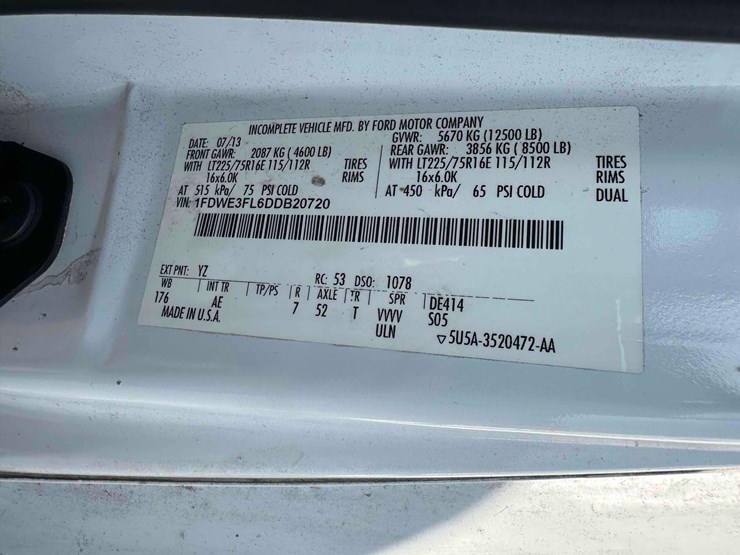 INCOMPLETE VEHICLE MFD. BY FORD MOTOR COMPANY
DATE: 07/13 GVWR: 5670 KG (12500 LB)
FRONT GAWR: 2087 KG (4600 LB) REAR GAWR: 3856 KG (8500 LB)
WITH LT225/75R16E 115/112R TIRES WITH LT225/75R16E 115/112R TIRES
16x6.0K RIMS 16x6.0K RIMS
AT 515 kPa/ 75 PSI COLD AT 450 kPa/ 65 PSI COLD DUAL
VIN: 1FDWE3FL6DDB20720
EXT PNT: YZ RC: 53 DSO: 1078
WB INT TR TP/PS R AXLE TR SPR DE414
176 AE 7 52 T VVVV S05
MADE IN U.S.A. ULN ▽5U5A-3520472-AA